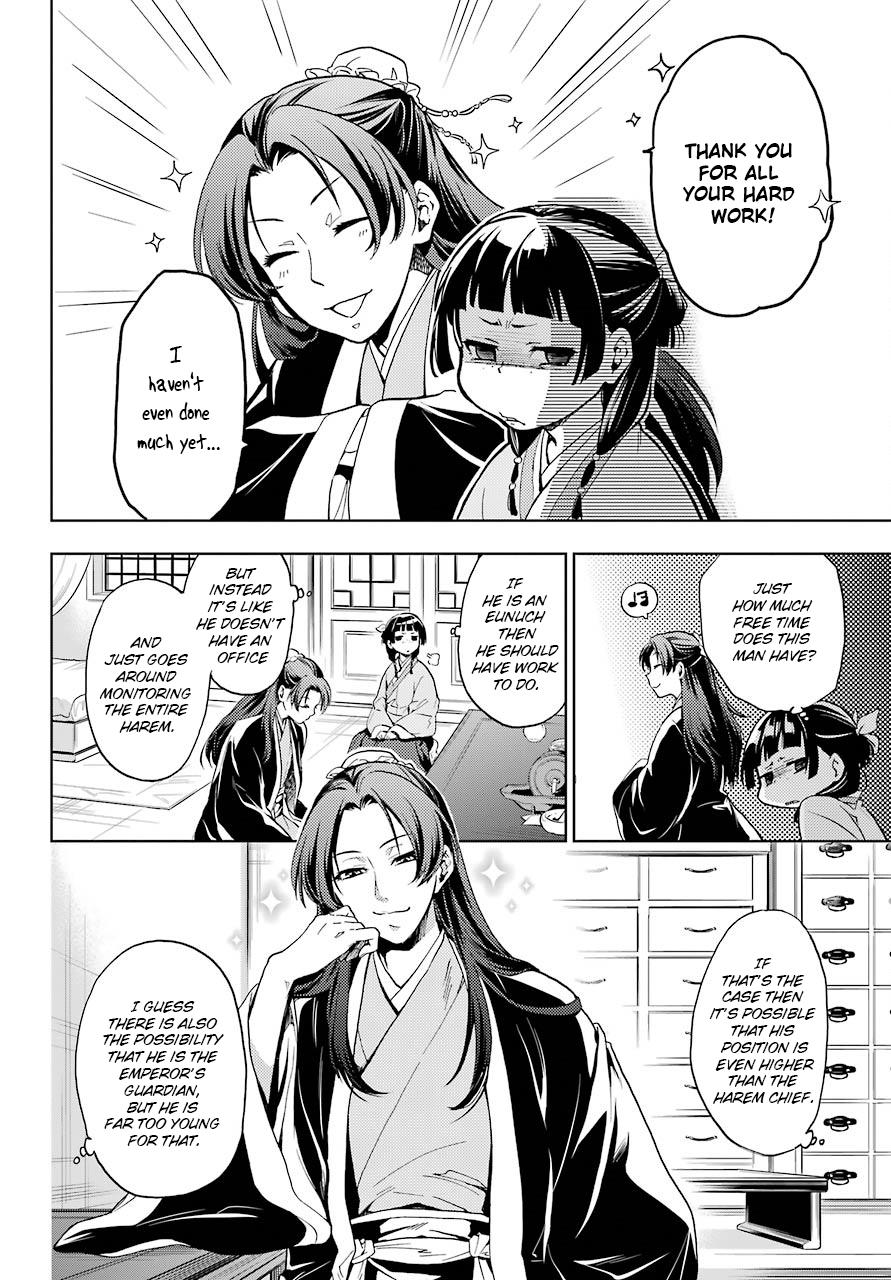 THANK YOU
FOR ALL
YOUR HARD
WORK!
I
haven't
even done
much yet...
JUST
HOW MUCH
FREE TIME
DOES THIS
MAN HAVE?
IF
HE IS AN
EUNUCH
THEN HE
SHOULD
HAVE WORK
TO DO.
BUT
INSTEAD
IT'S LIKE
HE DOESN'T
HAVE AN
OFFICE
AND
JUST GOES
AROUND
MONITORING
THE ENTIRE
HAREM.
IF
THAT'S THE
CASE THEN
IT'S POSSIBLE
THAT HIS
POSITION IS
EVEN HIGHER
THAN THE
HAREM CHIEF.
I GUESS
THERE IS ALSO
THE POSSIBILITY
THAT HE IS THE
EMPEROR'S
GUARDIAN,
BUT HE IS
FAR TOO YOUNG
FOR THAT.